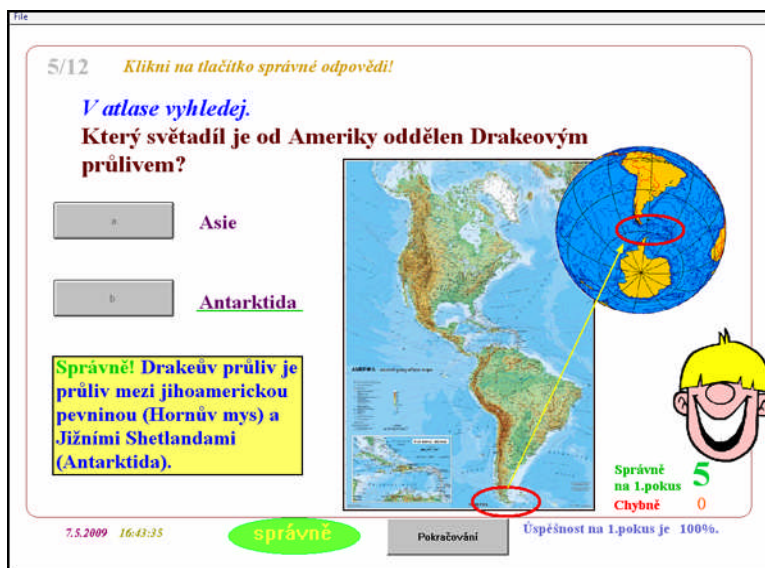 File
5/12 Klikni na tlačítko správné odpovědi!
V atlase vyhledej.
Který světadíl je od Ameriky oddělen Drakeovým
průlivem?
a
Asie
b
Antarktida
Správně! Drakeův průliv je
průliv mezi jihoamerickou
pevninou (Hornův mys) a
Jižními Shetlandami
(Antarktida).
AMERIKA
Správně
na 1.pokus 5
Chybně 0
7.5.2009 16:43:35
správně
Pokračování
Úspěšnost na 1.pokus je 100%.